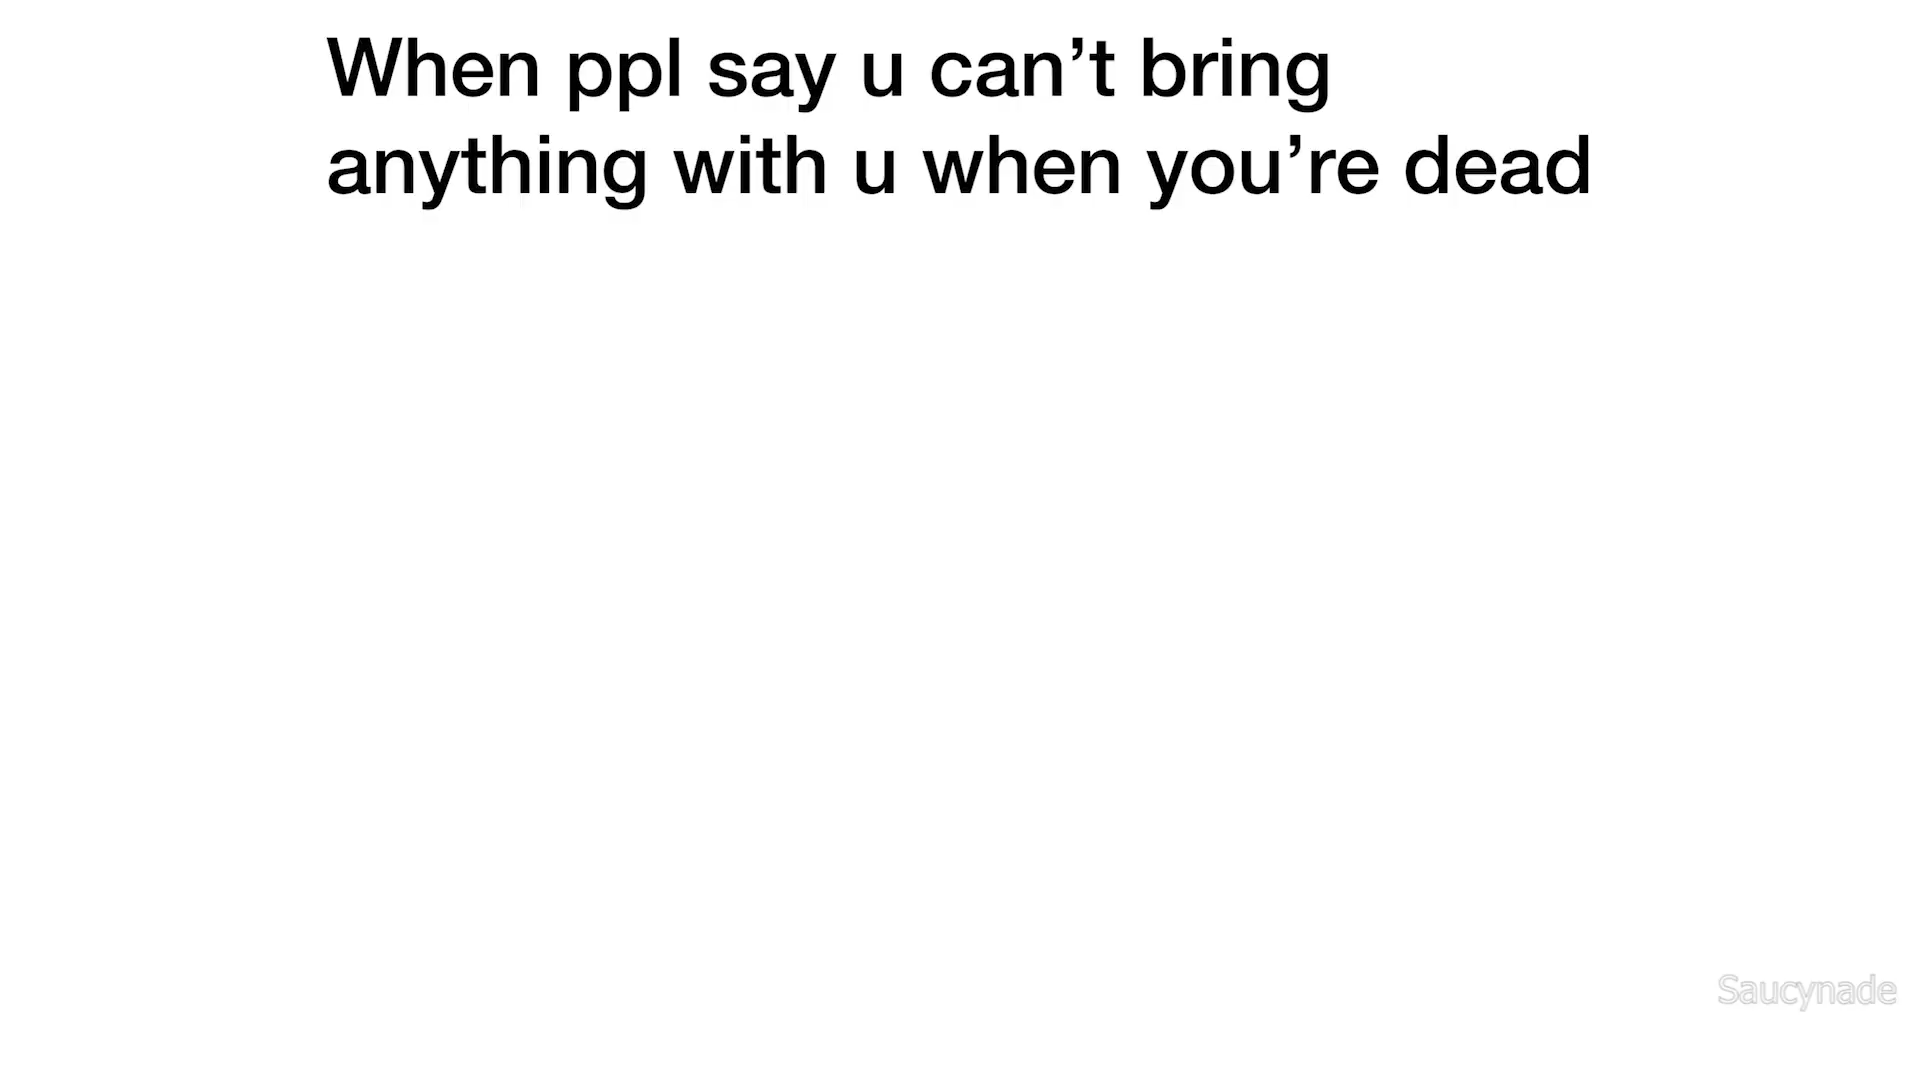 When ppl say u can’t bring
anything with u when you’re dead
Saucynade